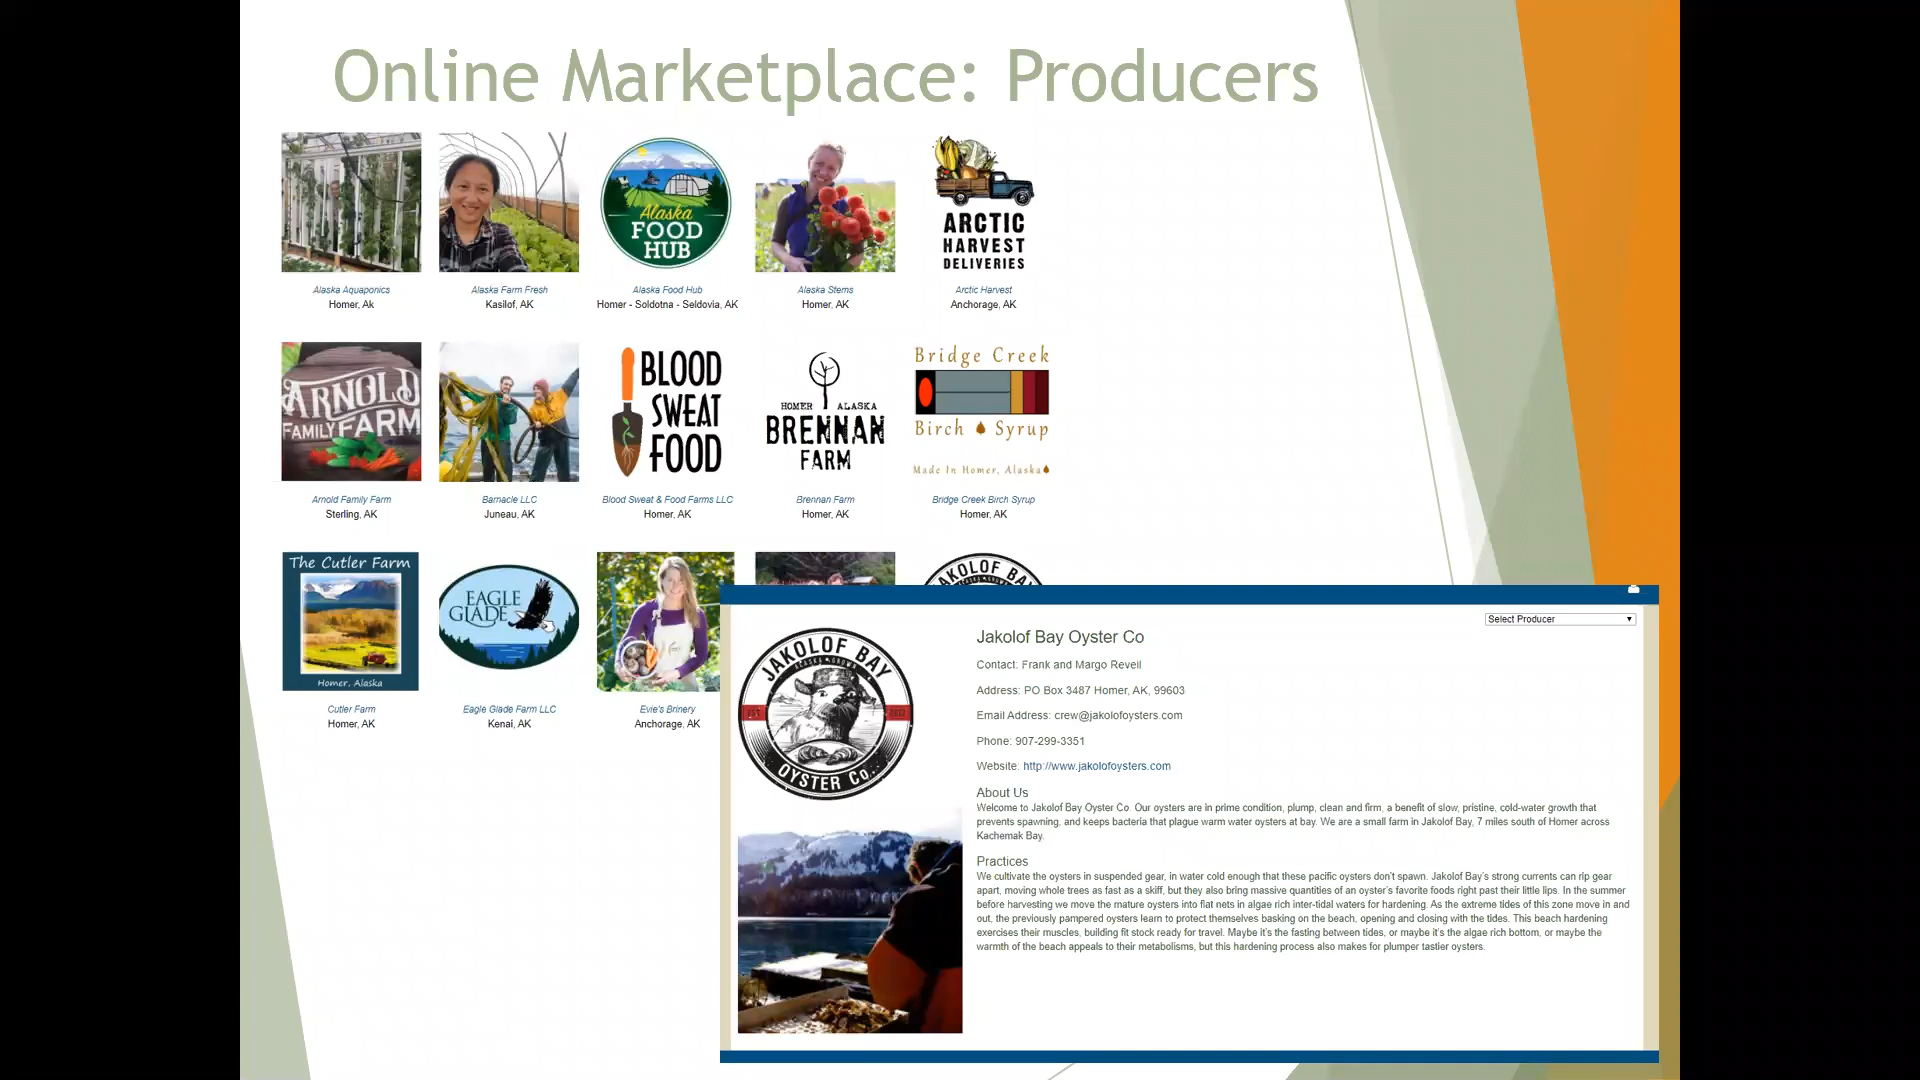 Online Marketplace: Producers
Alaska
FOOD
HUB
ARCTIC
HARVEST
DELIVERIES
Alaska Aquaponics
Homer, Ak
Alaska Farm Fresh
Kasilof, AK
Alaska Food Hub
Homer - Soldotna - Seldovia, AK
Alaska Stems
Homer, AK
Arctic Harvest
Anchorage, AK
ARNOLD
FAMILY FARM
BLOOD
SWEAT
FOOD
HOMER ALASKA
BRENNAN
FARM
Bridge Creek
Birch Syrup
Made In Homer, Alaska
Arnold Family Farm
Sterling, AK
Barnacle LLC
Juneau, AK
Blood Sweat & Food Farms LLC
Homer, AK
Brennan Farm
Homer, AK
Bridge Creek Birch Syrup
Homer, AK
The Cutler Farm
Homer, Alaska
EAGLE
GLADE
JAKOLOF BAY
Cutler Farm
Homer, AK
Eagle Glade Farm LLC
Kenai, AK
Evie's Brinery
Anchorage, AK
Select Producer
JAKOLOF BAY
ALASKA GROWN
EST
OYSTER Co.
Jakolof Bay Oyster Co
Contact: Frank and Margo Reveil
Address: PO Box 3487 Homer, AK, 99603
Email Address: crew@jakolofoysters.com
Phone: 907-299-3351
Website: http://www.jakolofoysters.com
About Us
Welcome to Jakolof Bay Oyster Co. Our oysters are in prime condition, plump, clean and firm, a benefit of slow, pristine, cold-water growth that
prevents spawning, and keeps bacteria that plague warm water oysters at bay. We are a small farm in Jakolof Bay, 7 miles south of Homer across
Kachemak Bay.
Practices
We cultivate the oysters in suspended gear, in water cold enough that these pacific oysters don't spawn. Jakolof Bay's strong currents can rip gear
apart, moving whole trees as fast as a skiff, but they also bring massive quantities of an oyster's favorite foods right past their little lips. In the summer
before harvesting we move the mature oysters into flat nets in algae rich inter-tidal waters for hardening. As the extreme tides of this zone move in and
out, the previously pampered oysters learn to protect themselves basking on the beach, opening and closing with the tides. This beach hardening
exercises their muscles, building fit stock ready for travel. Maybe it's the fasting between tides, or maybe it's the algae rich bottom, or maybe the
warmth of the beach appeals to their metabolisms, but this hardening process also makes for plumper tastier oysters.